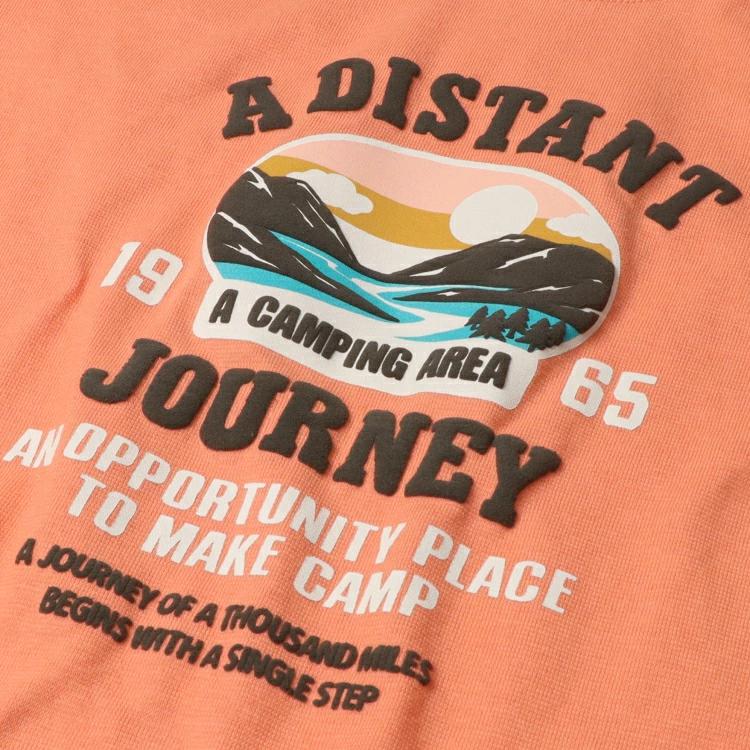 A DISTANT
19
A CAMPING AREA
65
JOURNEY
AN OPPORTUNITY PLACE
TO MAKE CAMP
A JOURNEY OF A THOUSAND MILES
BEGINS WITH A SINGLE STEP